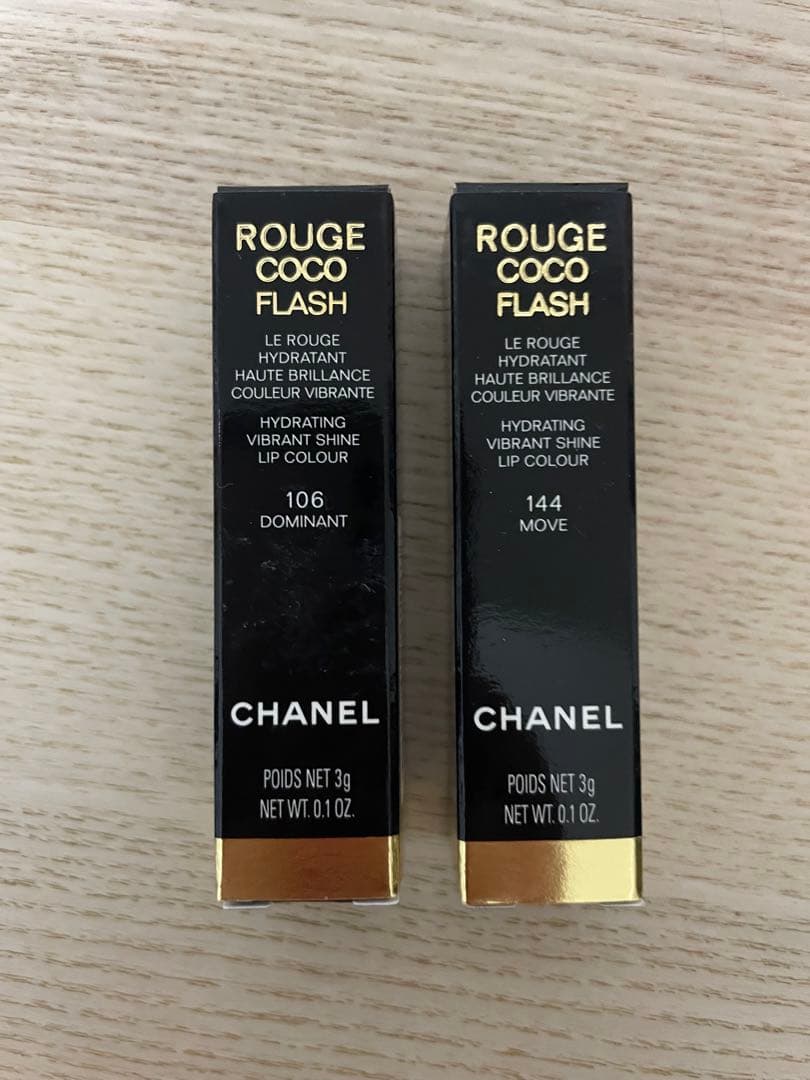 ROUGE
COCO
FLASH
LE ROUGE
HYDRATANT
HAUTE BRILLANCE
COULEUR VIBRANTE
HYDRATING
VIBRANT SHINE
LIP COLOUR
106
DOMINANT
CHANEL
POIDS NET 3g
NET WT. 0.1 OZ.
ROUGE
COCO
FLASH
LE ROUGE
HYDRATANT
HAUTE BRILLANCE
COULEUR VIBRANTE
HYDRATING
VIBRANT SHINE
LIP COLOUR
144
MOVE
CHANEL
POIDS NET 3g
NET WT. 0.1 OZ.